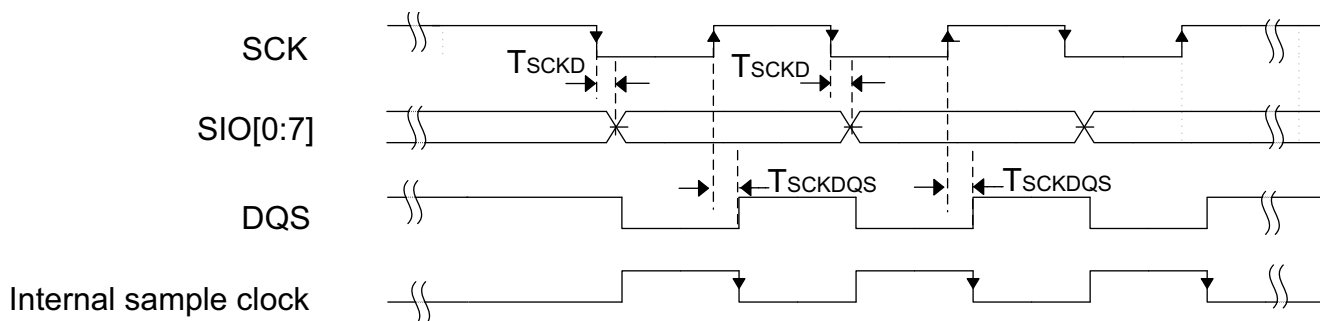 SCK
TSCKD TSCKD
SIO[0:7]
TSCKDQS TSCKDQS
DQS
Internal sample clock